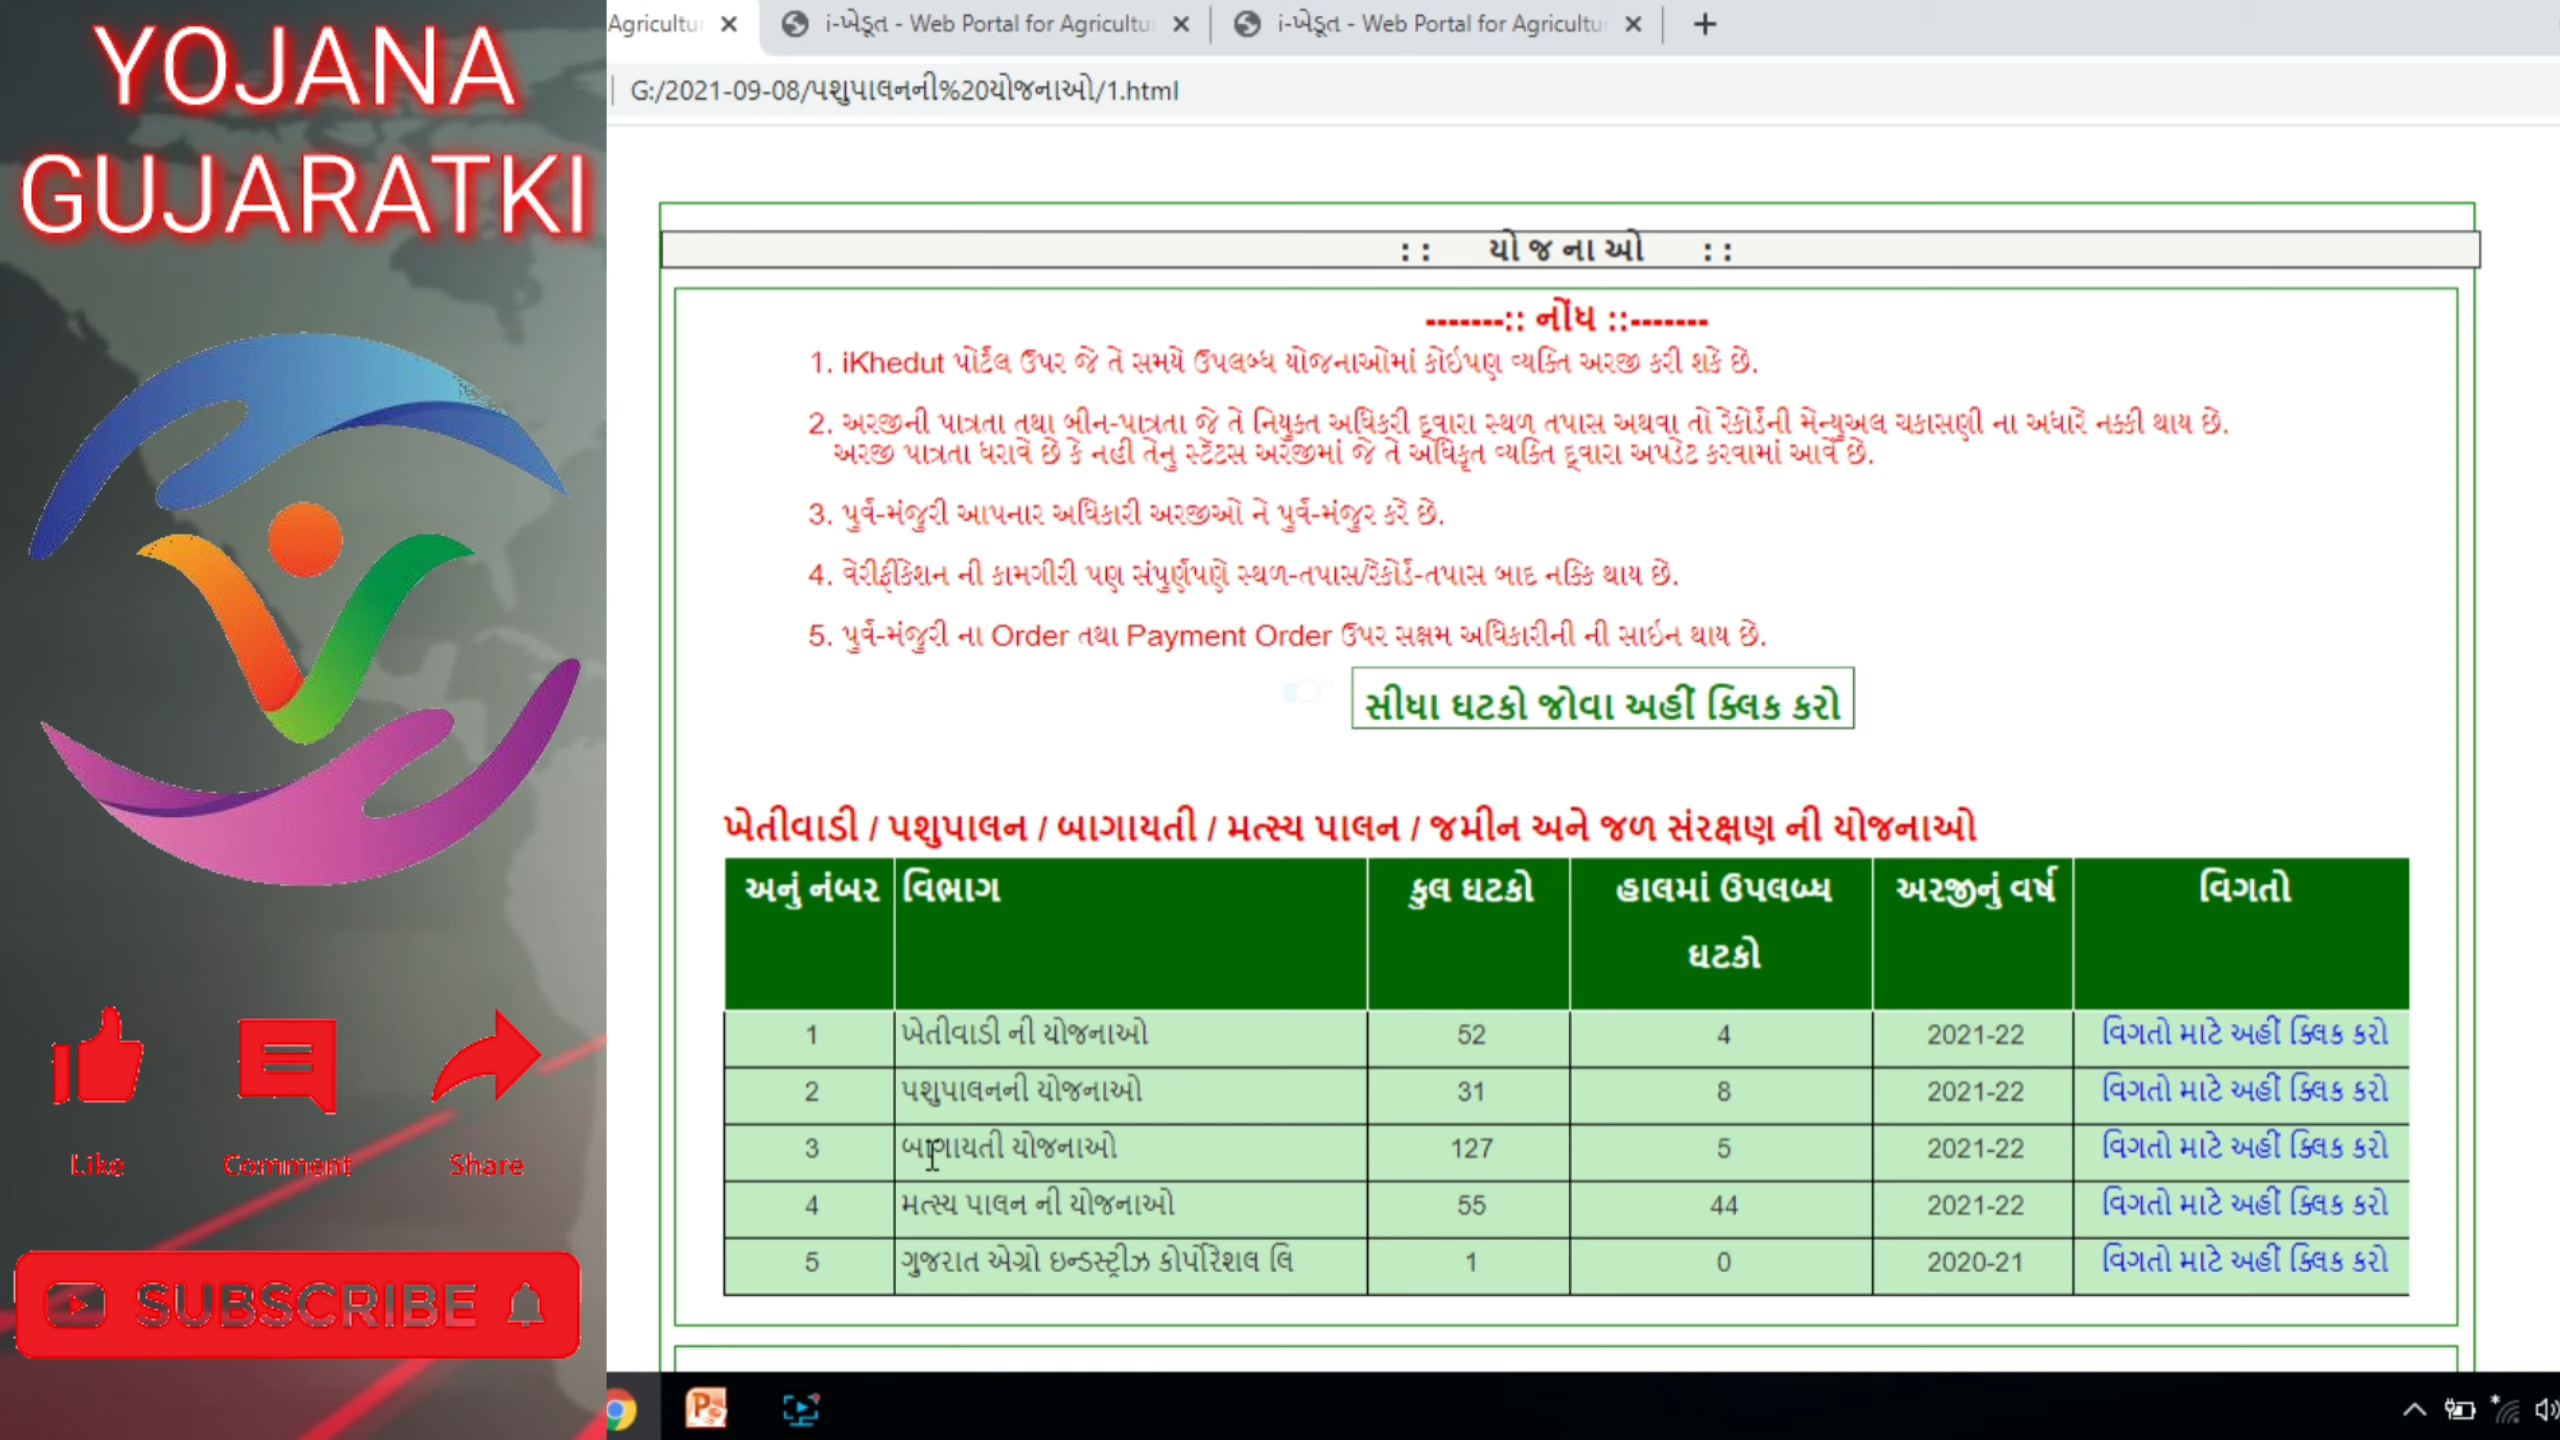 YOJANA
GUJARATKI
Like
Comment
Share
SUBSCRIBE
Agricultur
i-ખેડૂત - Web Portal for Agricultur
i-ખેડૂત - Web Portal for Agricultur
G:/2021-09-08/પશુપાલનની%20યોજનાઓ/1.html
:: યોજનાઓ ::
-------:: નોંધ ::-------
1. iKhedut પોર્ટલ ઉપર જે તે સમયે ઉપલબ્ધ યોજનાઓમાં કોઇપણ વ્યક્તિ અરજી કરી શકે છે.
2. અરજીની પાત્રતા તથા બીન-પાત્રતા જે તે નિયુક્ત અધિકરી દ્વારા સ્થળ તપાસ અથવા તો રેકોર્ડની મેન્યુઅલ ચકાસણી ના અધારે નક્કી થાય છે.
અરજી પાત્રતા ધરાવે છે કે નહી તેનુ સ્ટેટસ અરજીમાં જે તે અધિકૃત વ્યક્તિ દ્વારા અપડેટ કરવામાં આવે છે.
3. પુર્વ-મંજુરી આપનાર અધિકારી અરજીઓ ને પુર્વ-મંજુર કરે છે.
4. વેરીફીકેશન ની કામગીરી પણ સંપુર્ણપણે સ્થળ-તપાસ/રેકોર્ડ-તપાસ બાદ નક્કિ થાય છે.
5. પુર્વ-મંજુરી ના Order તથા Payment Order ઉપર સક્ષમ અધિકારીની ની સાઇન થાય છે.
સીધા ઘટકો જોવા અહીં ક્લિક કરો
ખેતીવાડી / પશુપાલન / બાગાયતી / મત્સ્ય પાલન / જમીન અને જળ સંરક્ષણ ની યોજનાઓ
અનું નંબર વિભાગ કુલ ઘટકો હાલમાં ઉપલબ્ધ ઘટકો અરજીનું વર્ષ વિગતો
1 ખેતીવાડી ની યોજનાઓ 52 4 2021-22 વિગતો માટે અહીં ક્લિક કરો
2 પશુપાલનની યોજનાઓ 31 8 2021-22 વિગતો માટે અહીં ક્લિક કરો
3 બાગાયતી યોજનાઓ 127 5 2021-22 વિગતો માટે અહીં ક્લિક કરો
4 મત્સ્ય પાલન ની યોજનાઓ 55 44 2021-22 વિગતો માટે અહીં ક્લિક કરો
5 ગુજરાત એગ્રો ઇન્ડસ્ટ્રીઝ કોર્પોરેશલ લિ 1 0 2020-21 વિગતો માટે અહીં ક્લિક કરો